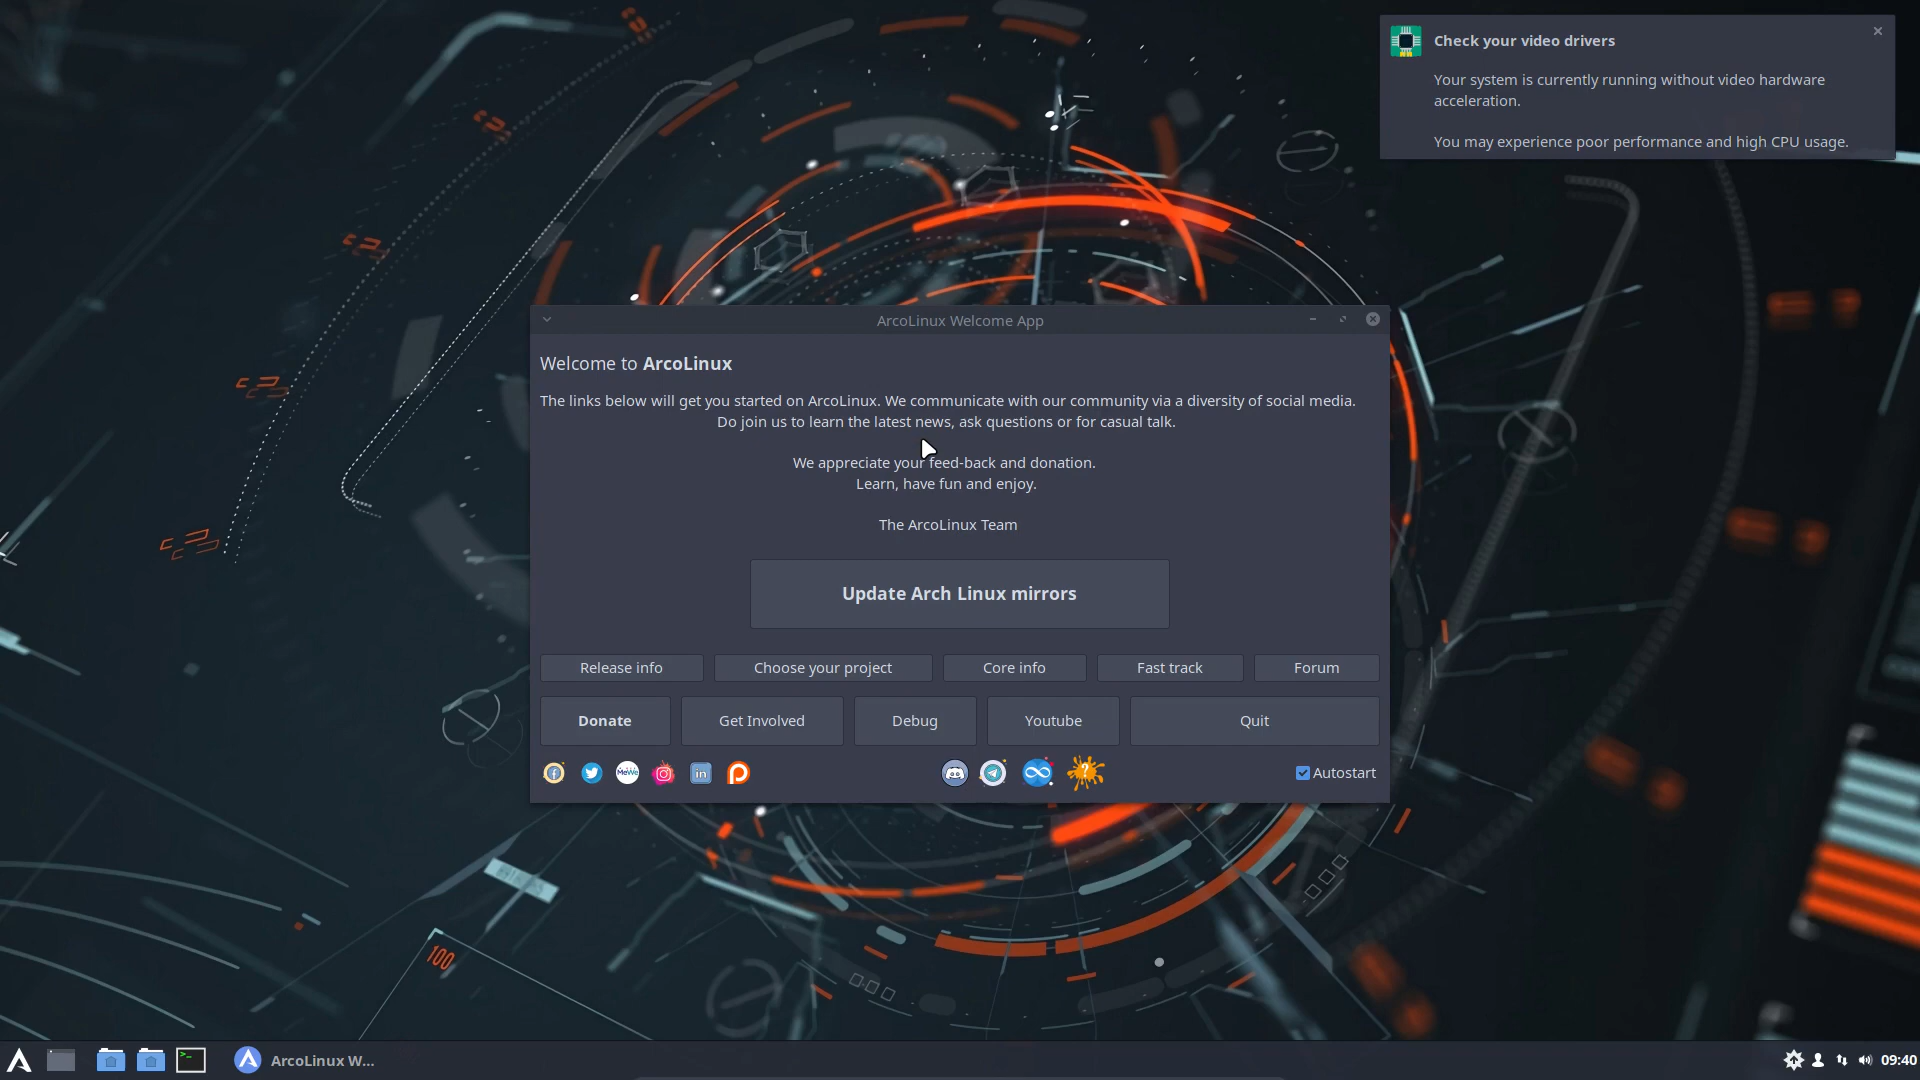 Check your video drivers
Your system is currently running without video hardware
acceleration.
You may experience poor performance and high CPU usage.
ArcoLinux Welcome App
Welcome to ArcoLinux
The links below will get you started on ArcoLinux. We communicate with our community via a diversity of social media.
Do join us to learn the latest news, ask questions or for casual talk.
We appreciate your feed-back and donation.
Learn, have fun and enjoy.
The ArcoLinux Team
Update Arch Linux mirrors
Release info
Choose your project
Core info
Fast track
Forum
Donate
Get Involved
Debug
Youtube
Quit
MeWe
in
?
Autostart
100
>_
ArcoLinux W...
09:40